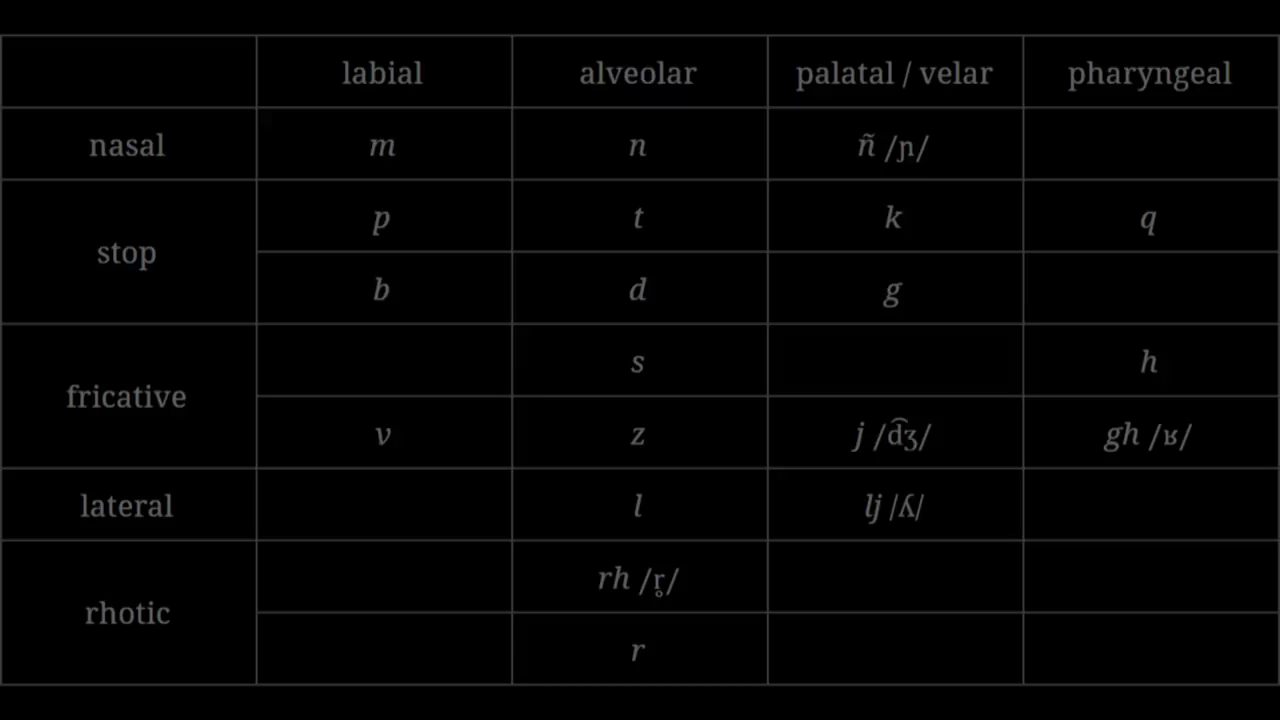 labial alveolar palatal / velar pharyngeal
nasal m n ñ /ɲ/
stop
p t k q
b d g
fricative
s h
v z j /d͡ʒ/ gh /ʁ/
lateral l lj /ʎ/
rhotic
rh /r̥/
r